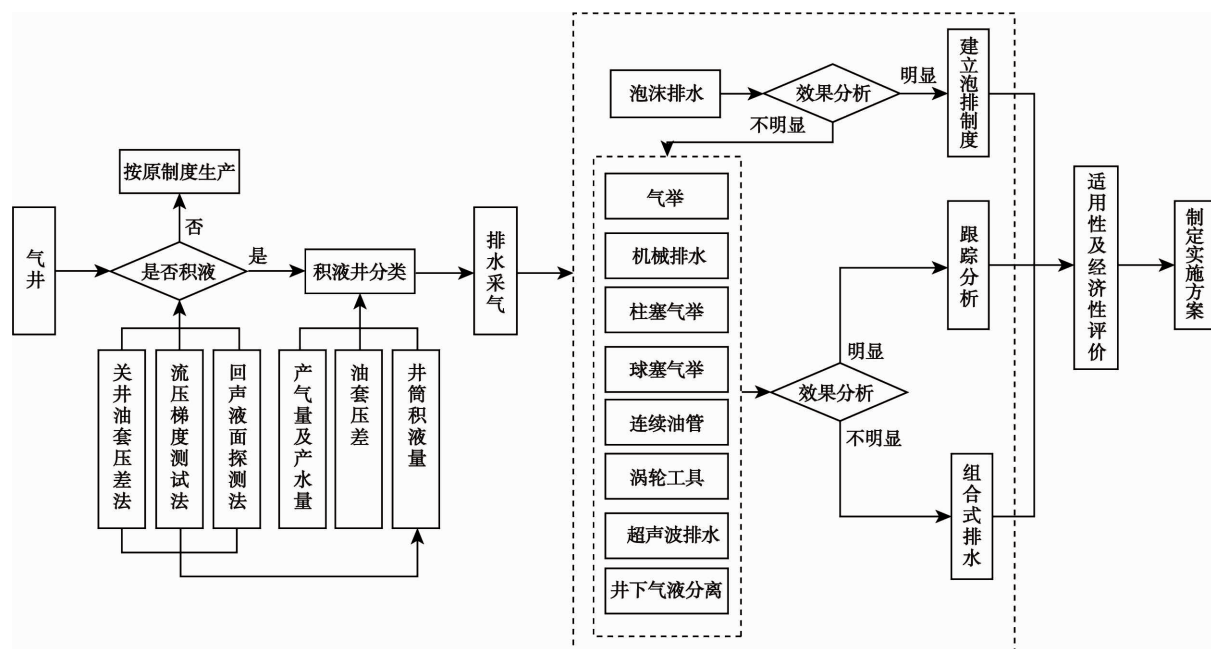 气井
是否积液
否
按原制度生产
是
关井油套压差法
流压梯度测试法
回声液面探测法
积液井分类
产气量及产水量
油套压差
井筒积液量
排水采气
泡沫排水
效果分析
明显
建立泡排制度
不明显
气举
机械排水
柱塞气举
球塞气举
连续油管
涡轮工具
超声波排水
井下气液分离
效果分析
明显
跟踪分析
不明显
组合式排水
适用性及经济性评价
制定实施方案